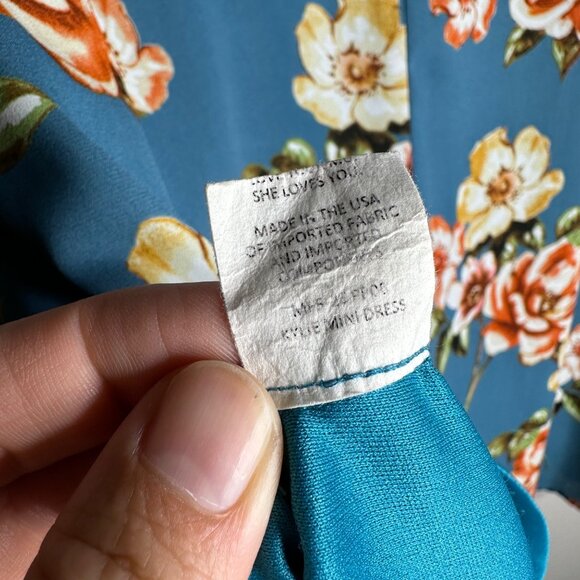 SHE LOVES YOU.
MADE IN THE USA
OF IMPORTED FABRIC
AND IMPORTED
KYLIE MINI DRESS